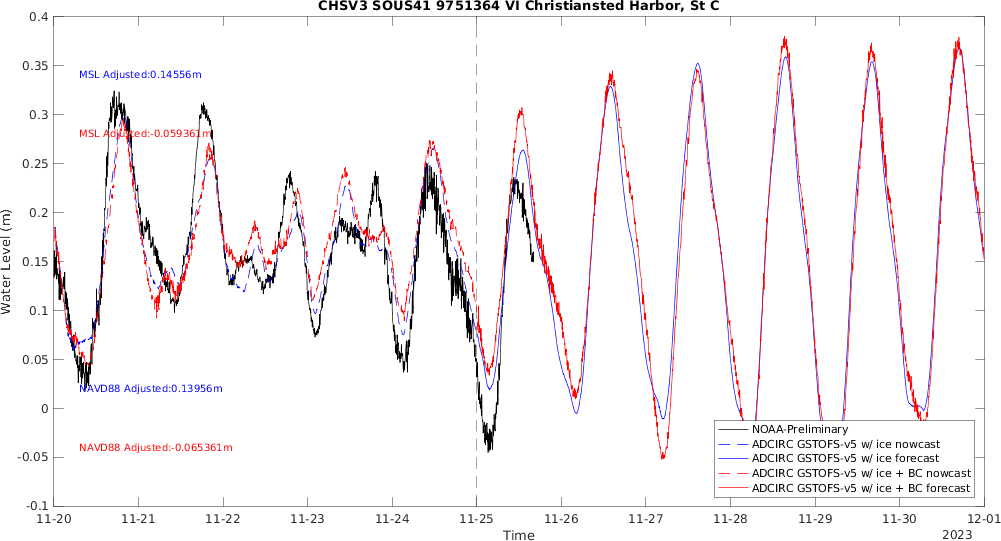 CHSV3 SOUS41 9751364 VI Christiansted Harbor, St C
0.4
0.35
0.3
0.25
0.2
0.15
0.1
0.05
0
-0.05
-0.1
Water Level (m)
MSL Adjusted:0.14556m
MSL Adjusted:-0.059361m
NAVD88 Adjusted:0.13956m
NAVD88 Adjusted:-0.065361m
NOAA-Preliminary
ADCIRC GSTOFS-v5 w/ ice nowcast
ADCIRC GSTOFS-v5 w/ ice forecast
ADCIRC GSTOFS-v5 w/ ice + BC nowcast
ADCIRC GSTOFS-v5 w/ ice + BC forecast
11-20 11-21 11-22 11-23 11-24 11-25 11-26 11-27 11-28 11-29 11-30 12-01
Time
2023